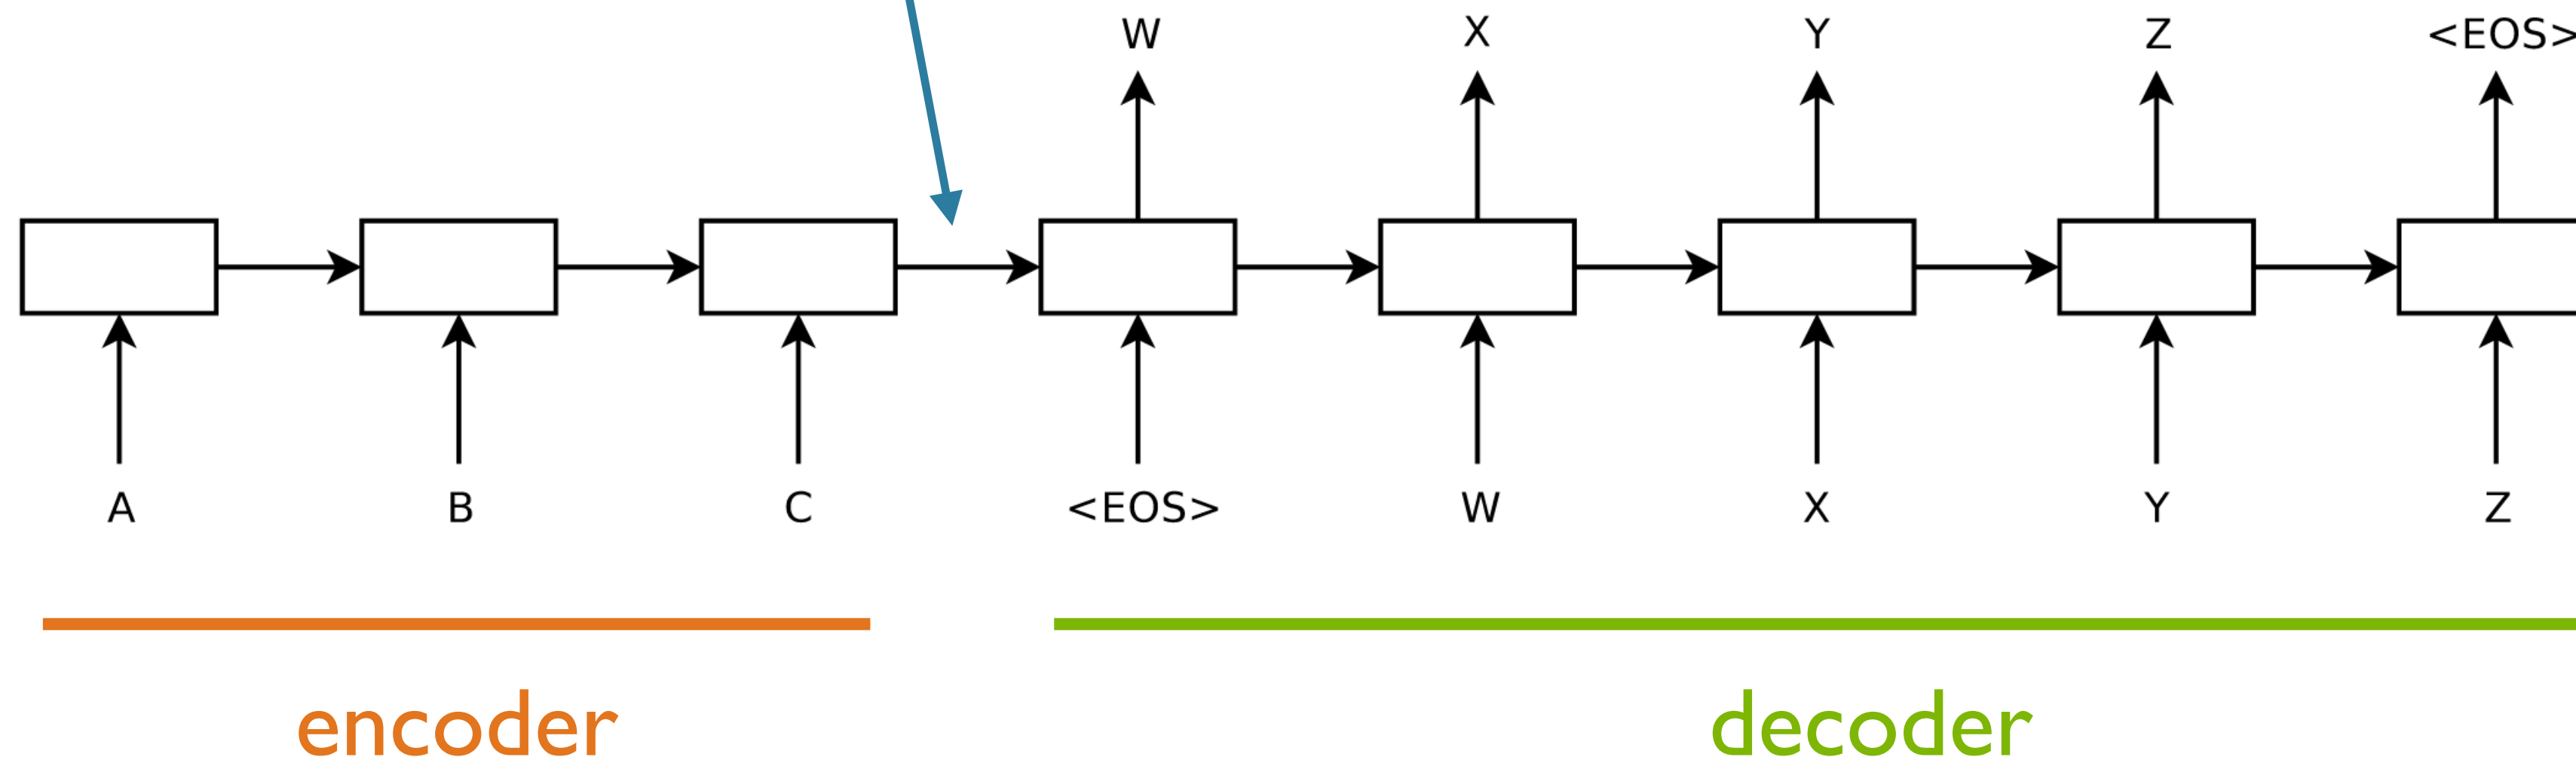 W X Y Z <EOS>
A B C <EOS> W X Y Z
encoder decoder